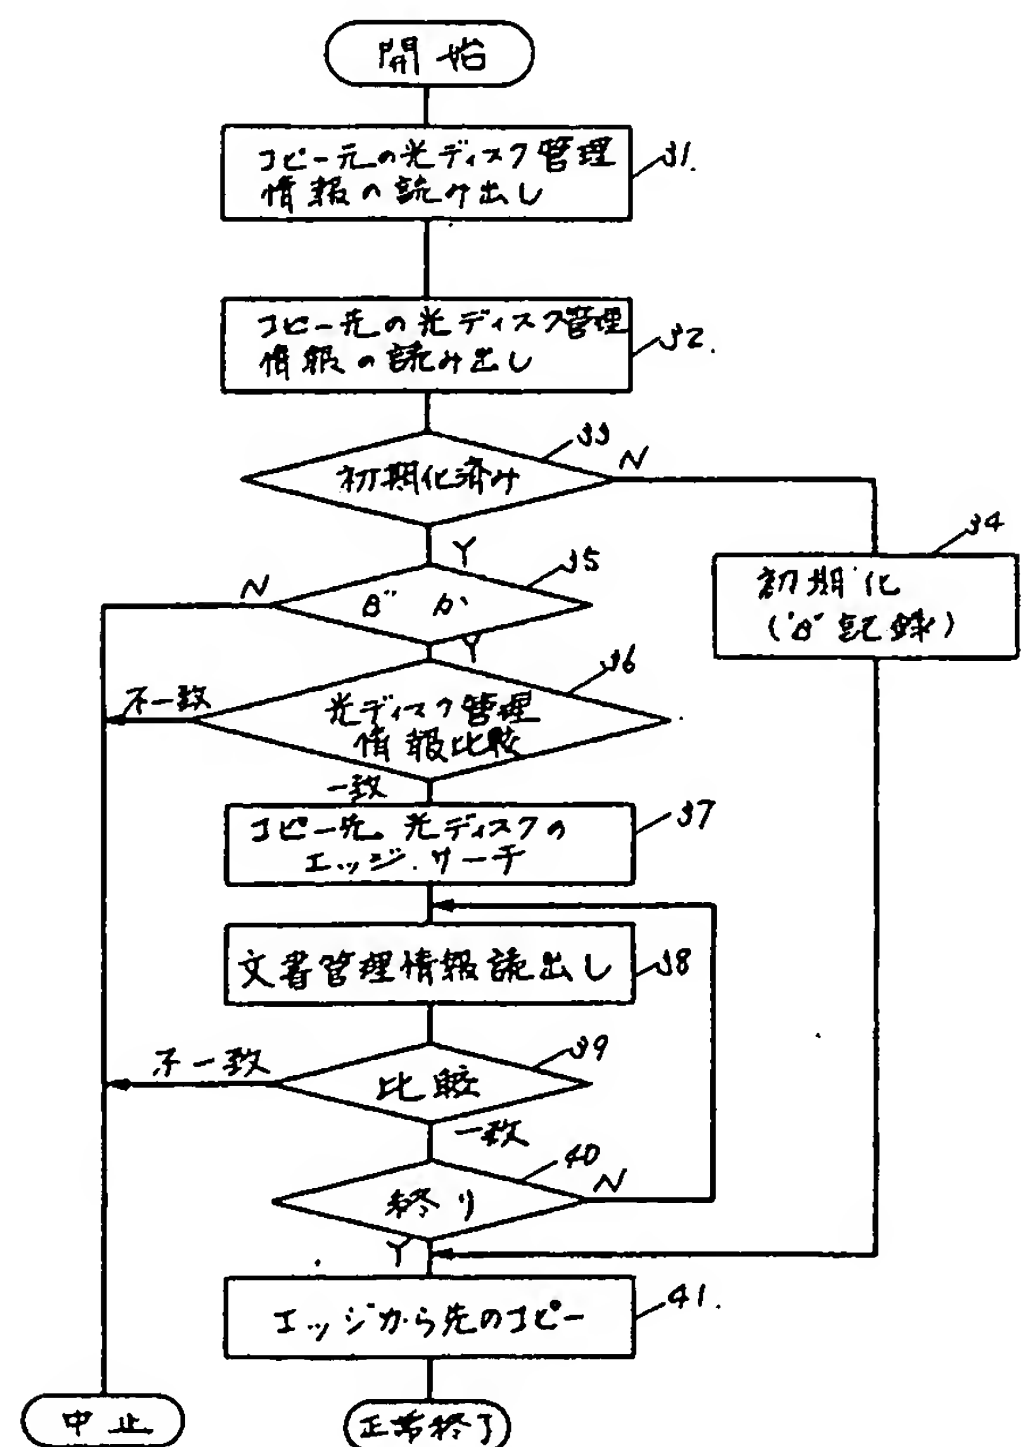 開始
コピー元の光ディスク管理
情報の読み出し
31.
コピー先の光ディスク管理
情報の読み出し
32.
33
初期化済み
N
Y
34
初期化
("B"記録)
35
N
"B"か
Y
36
不一致
光ディスク管理
情報比較
一致
37
コピー先の光ディスクの
エッジ.サーチ
文書管理情報読出し
38
39
不一致
比較
一致
40
終り
N
Y
エッジから先のコピー
41.
中止
正常終了